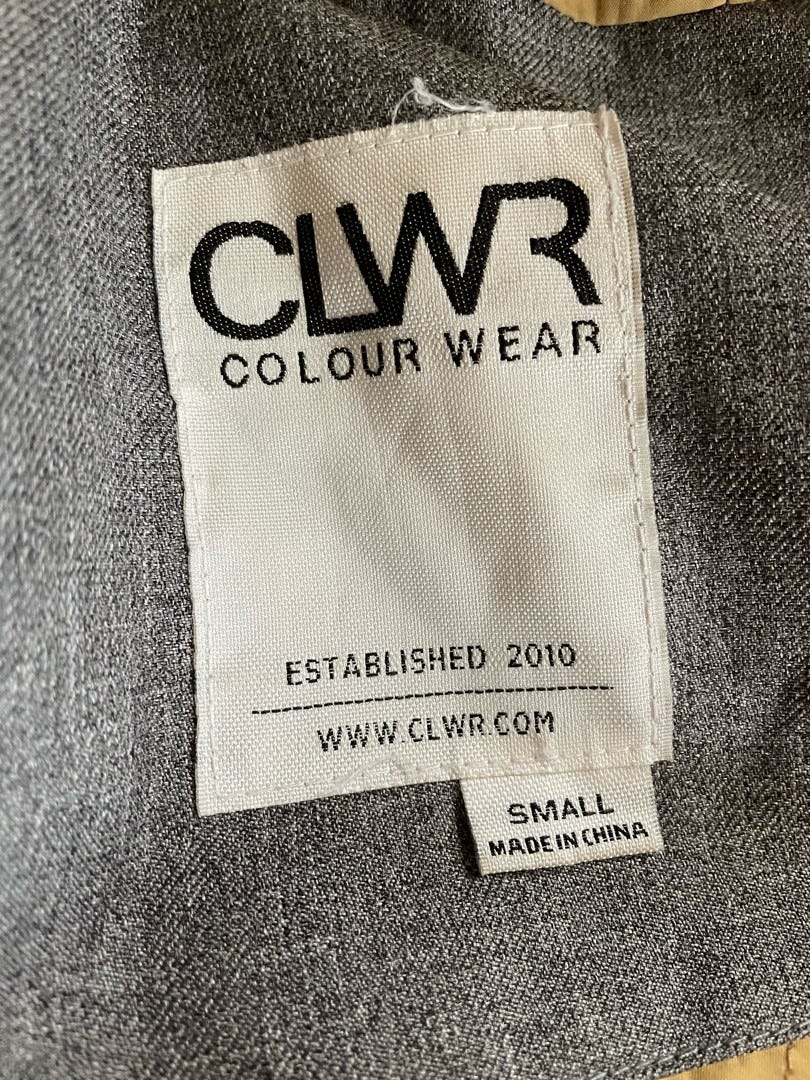 CLWR
COLOUR WEAR
ESTABLISHED 2010
WWW.CLWR.COM
SMALL
MADE IN CHINA